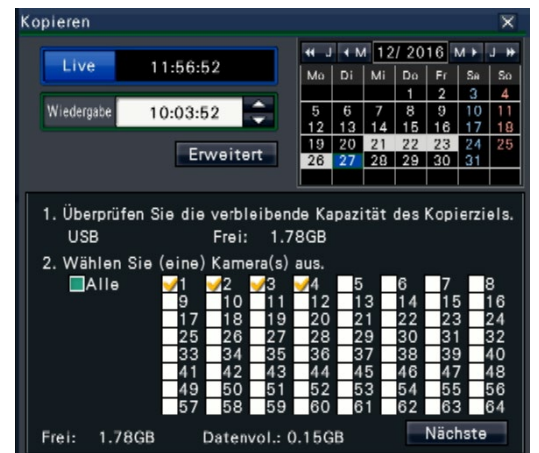 Kopieren
Live 11:56:52
Wiedergabe 10:03:52
Erweitert
J M 12/ 2016 M J
Mo Di Mi Do Fr Sa So
1 2 3 4
5 6 7 8 9 10 11
12 13 14 15 16 17 18
19 20 21 22 23 24 25
26 27 28 29 30 31
1. Überprüfen Sie die verbleibende Kapazität des Kopierziels.
USB Frei: 1.78GB
2. Wählen Sie (eine) Kamera(s) aus.
Alle 1 2 3 4 5 6 7 8
9 10 11 12 13 14 15 16
17 18 19 20 21 22 23 24
25 26 27 28 29 30 31 32
33 34 35 36 37 38 39 40
41 42 43 44 45 46 47 48
49 50 51 52 53 54 55 56
57 58 59 60 61 62 63 64
Frei: 1.78GB Datenvol.: 0.15GB Nächste